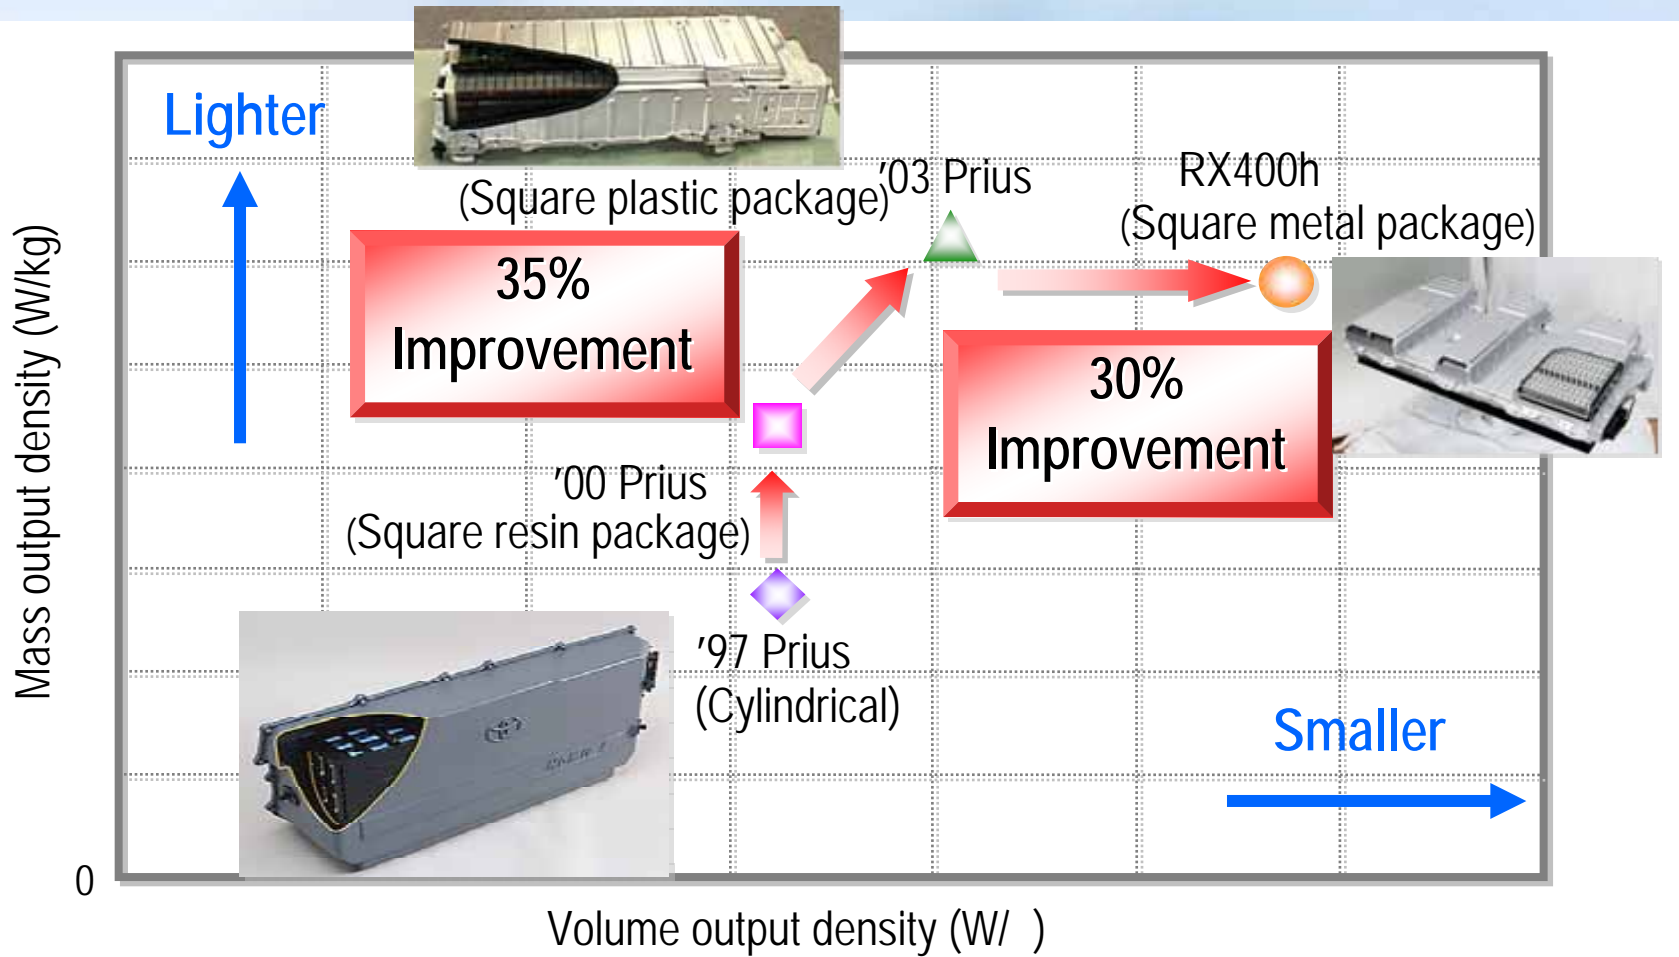 Lighter
(Square plastic package)
'03 Prius
RX400h
(Square metal package)
35%
Improvement
30%
Improvement
'00 Prius
(Square resin package)
'97 Prius
(Cylindrical)
Smaller
Mass output density (W/kg)
0
Volume output density (W/ )